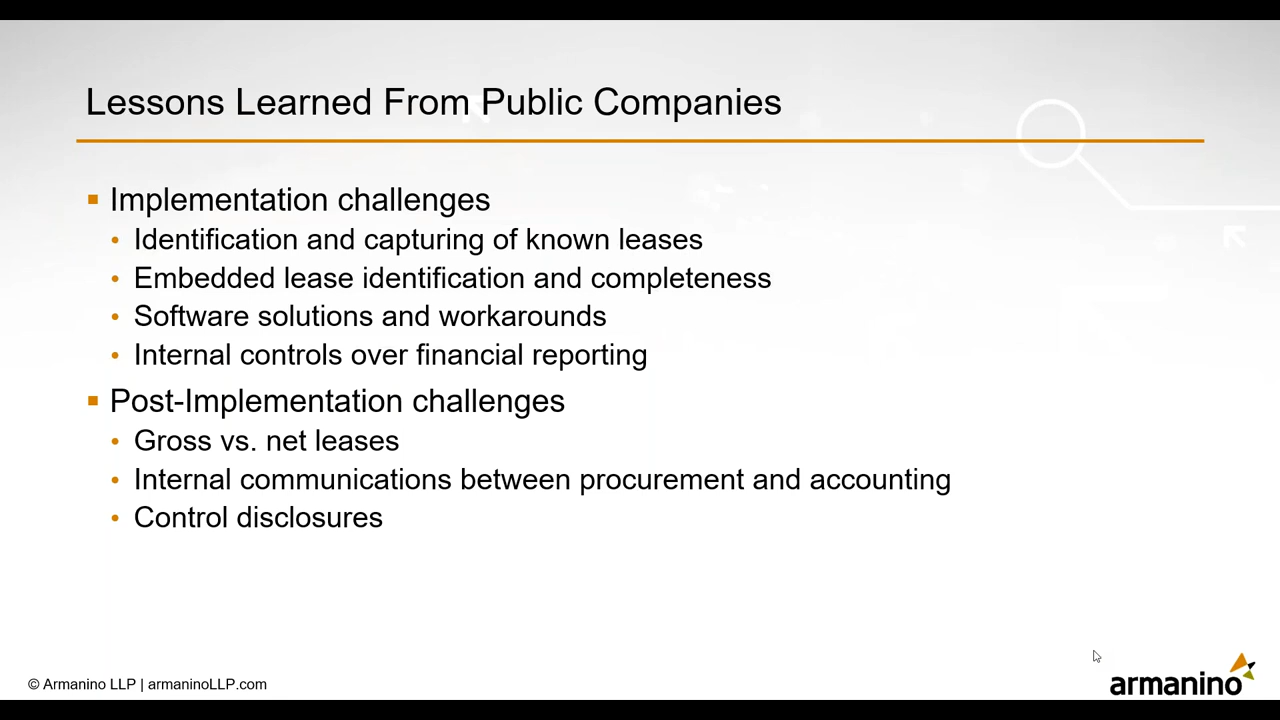 Lessons Learned From Public Companies
Implementation challenges
Identification and capturing of known leases
Embedded lease identification and completeness
Software solutions and workarounds
Internal controls over financial reporting
Post-Implementation challenges
Gross vs. net leases
Internal communications between procurement and accounting
Control disclosures
© Armanino LLP | armaninoLLP.com
armanino